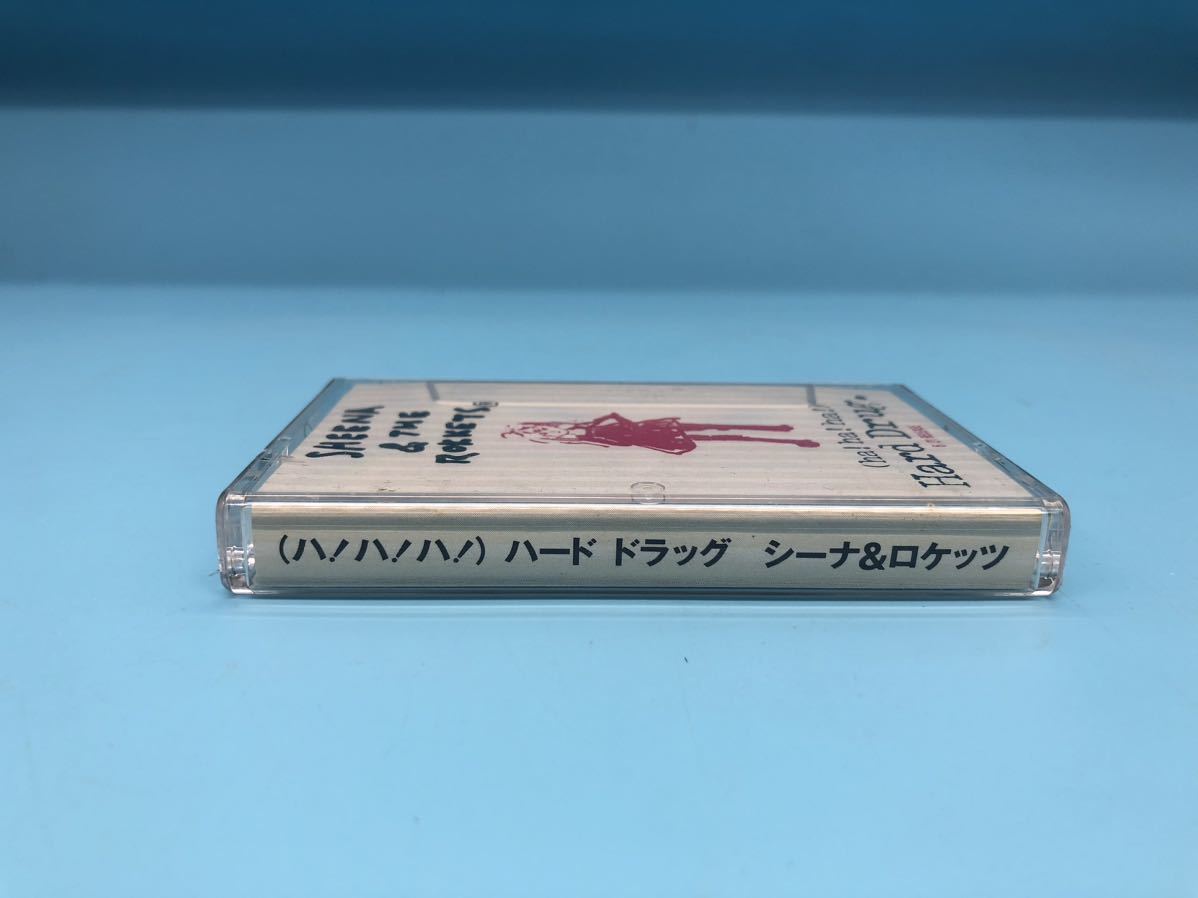 SHEENA
& THE
ROKKETS
(ha! ha! ha!)
Hard Drug
(ハ!ハ!ハ!) ハード ドラッグ　シーナ&ロケッツ